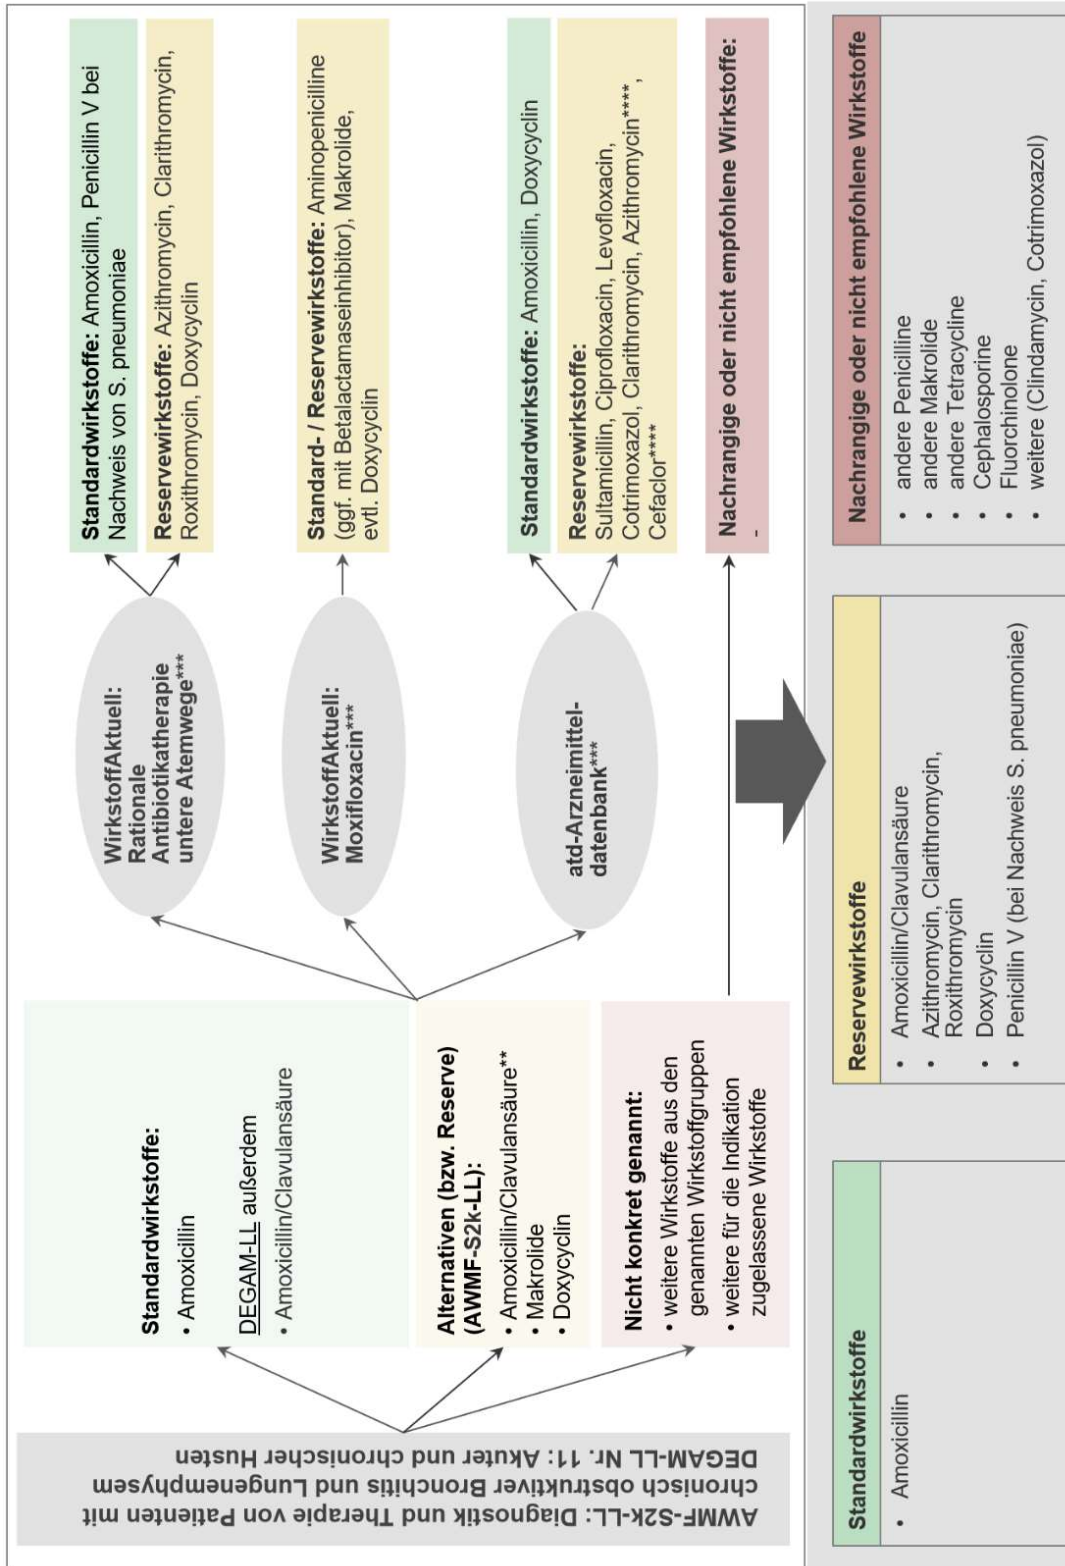 AWMF-S2k-LL: Diagnostik und Therapie von Patienten mit
chronisch obstruktiver Bronchitis und Lungenemphysem
DEGAM-LL Nr. 11: Akuter und chronischer Husten
Standardwirkstoffe:
• Amoxicillin
DEGAM-LL außerdem
• Amoxicillin/Clavulansäure
Alternativen (bzw. Reserve)
(AWMF-S2k-LL):
• Amoxicillin/Clavulansäure**
• Makrolide
• Doxycyclin
Nicht konkret genannt:
• weitere Wirkstoffe aus den
genannten Wirkstoffgruppen
• weitere für die Indikation
zugelassene Wirkstoffe
WirkstoffAktuell:
Rationale
Antibiotikatherapie
untere Atemwege***
WirkstoffAktuell:
Moxifloxacin***
atd-Arzneimittel-
datenbank***
Standardwirkstoffe: Amoxicillin, Penicillin V bei
Nachweis von S. pneumoniae
Reservewirkstoffe: Azithromycin, Clarithromycin,
Roxithromycin, Doxycyclin
Standard- / Reservewirkstoffe: Aminopenicilline
(ggf. mit Betalactamaseinhibitor), Makrolide,
evtl. Doxycyclin
Standardwirkstoffe: Amoxicillin, Doxycyclin
Reservewirkstoffe:
Sultamicillin, Ciprofloxacin, Levofloxacin,
Cotrimoxazol, Clarithromycin, Azithromycin****,
Cefaclor****
Nachrangige oder nicht empfohlene Wirkstoffe:
-
Standardwirkstoffe
• Amoxicillin
Reservewirkstoffe
• Amoxicillin/Clavulansäure
• Azithromycin, Clarithromycin,
Roxithromycin
• Doxycyclin
• Penicillin V (bei Nachweis S. pneumoniae)
Nachrangige oder nicht empfohlene Wirkstoffe
• andere Penicilline
• andere Makrolide
• andere Tetracycline
• Cephalosporine
• Fluorchinolone
• weitere (Clindamycin, Cotrimoxazol)